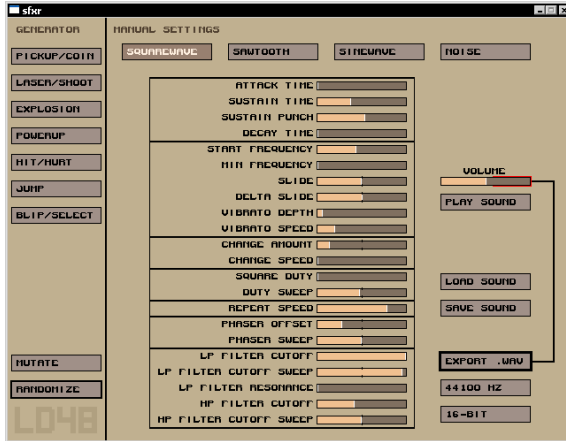 sfxr
GENERATOR
MANUAL SETTINGS
PICKUP/COIN
LASER/SHOOT
EXPLOSION
POWERUP
HIT/HURT
JUMP
BLIP/SELECT
MUTATE
RANDOMIZE
LD48
SQUAREWAVE
SAWTOOTH
SINEWAVE
NOISE
ATTACK TIME
SUSTAIN TIME
SUSTAIN PUNCH
DECAY TIME
START FREQUENCY
MIN FREQUENCY
SLIDE
DELTA SLIDE
VIBRATO DEPTH
VIBRATO SPEED
CHANGE AMOUNT
CHANGE SPEED
SQUARE DUTY
DUTY SWEEP
REPEAT SPEED
PHASER OFFSET
PHASER SWEEP
LP FILTER CUTOFF
LP FILTER CUTOFF SWEEP
LP FILTER RESONANCE
HP FILTER CUTOFF
HP FILTER CUTOFF SWEEP
VOLUME
PLAY SOUND
LOAD SOUND
SAVE SOUND
EXPORT .WAV
44100 HZ
16-BIT